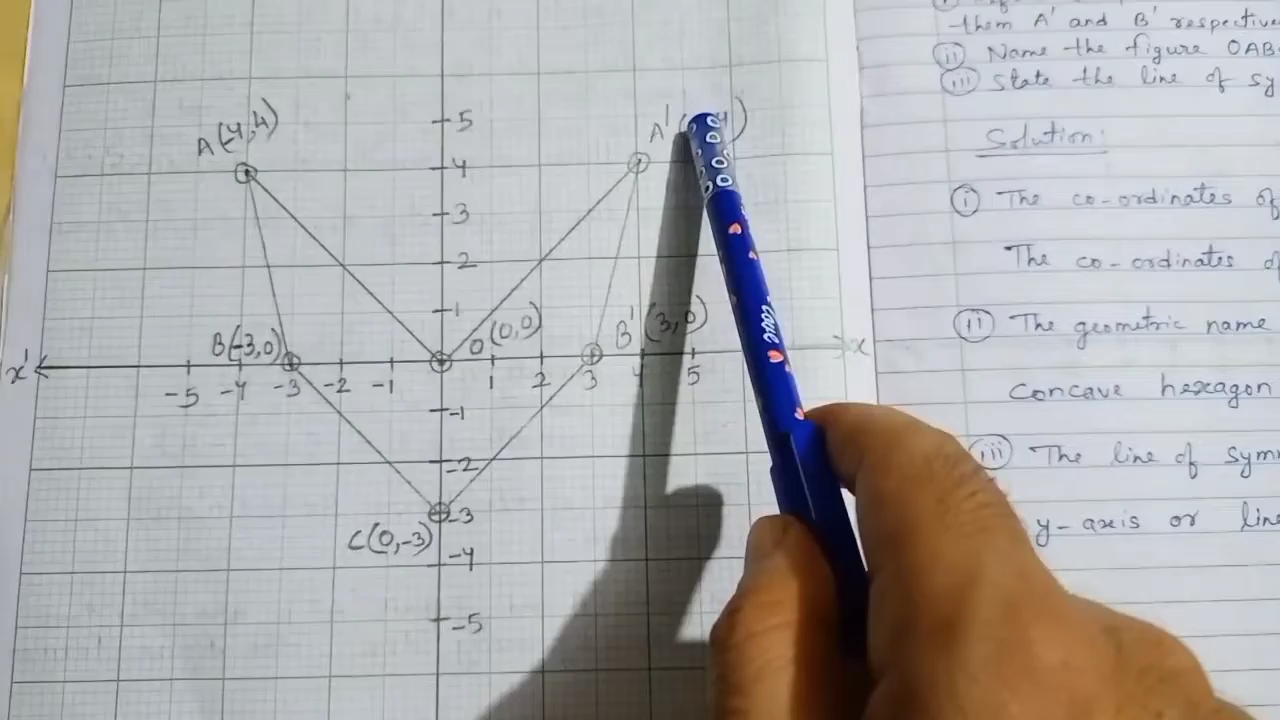 them A' and B' respective
(ii) Name the figure OAB
(iii) State the line of sy
Solution:
(i) The co-ordinates of
The co-ordinates
(ii) The geometric name
Concave hexagon
(iii) The line of Sym
y-axis or line
A(-4,4)
5
A' 4)
4
3
2
1
B(-3,0)
O(0,0)
B'(3,0)
x'
x
-5 -4 -3 -2 -1 1 2 3 4 5
-1
-2
-3
C(0,-3)
-4
-5
love